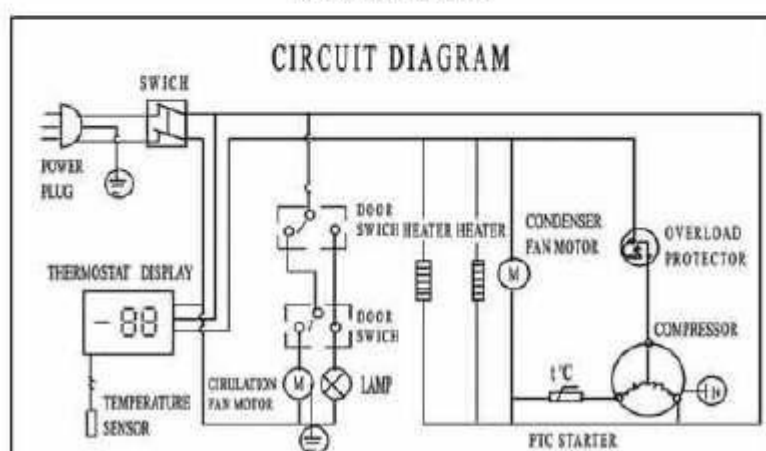 CIRCUIT DIAGRAM
SWICH
POWER
PLUG
DOOR
SWICH
HEATER
HEATER
CONDENSER
FAN MOTOR
M
OVERLOAD
PROTECTOR
THERMOSTAT DISPLAY
-88
DOOR
SWICH
COMPRESSOR
TEMPERATURE
SENSOR
CIRULATION
FAN MOTOR
M
LAMP
t℃
PTC STARTER